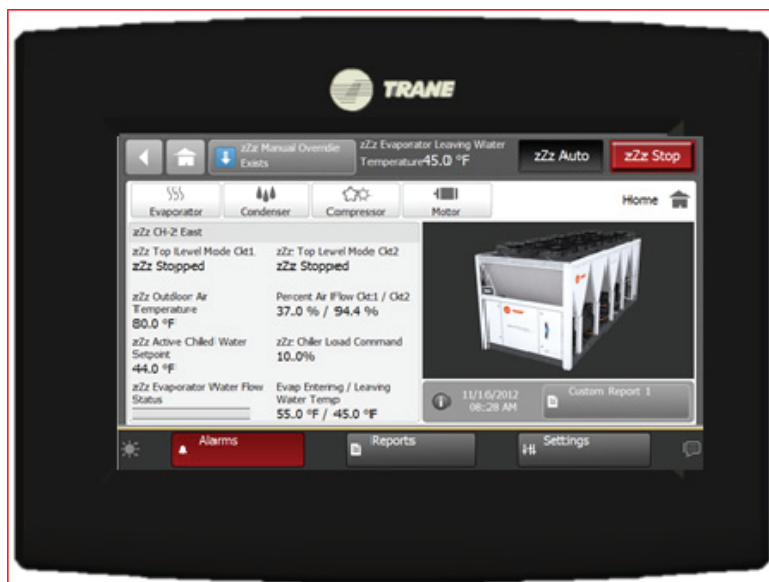 TRANE
zZz Manual Override
Exists
zZz Evaporator Leaving Water
Temperature 45.0 °F
zZz Auto
zZz Stop
Evaporator
Condenser
Compressor
Motor
Home
zZz CH-2 East
zZz Top Level Mode Ckt1
zZz Stopped
zZz Top Level Mode Ckt2
zZz Stopped
zZz Outdoor Air
Temperature
80.0 °F
Percent Air Flow Ckt1 / Ckt2
37.0 % / 94.4 %
zZz Active Chilled Water
Setpoint
44.0 °F
zZz Chiller Load Command
10.0%
zZz Evaporator Water Flow
Status
Evap Entering / Leaving
Water Temp
55.0 °F / 45.0 °F
11/16/2012
08:28 AM
Custom Report 1
Alarms
Reports
Settings